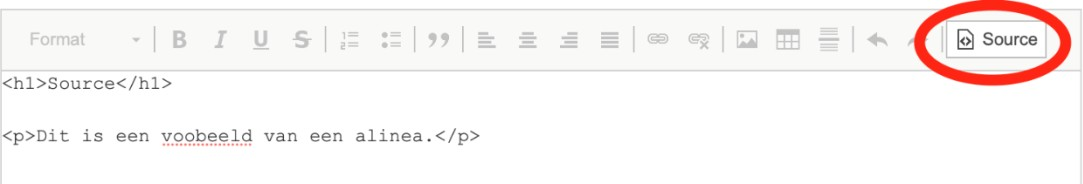 Format B I U S Source
<h1>Source</h1>
<p>Dit is een voobeeld van een alinea.</p>